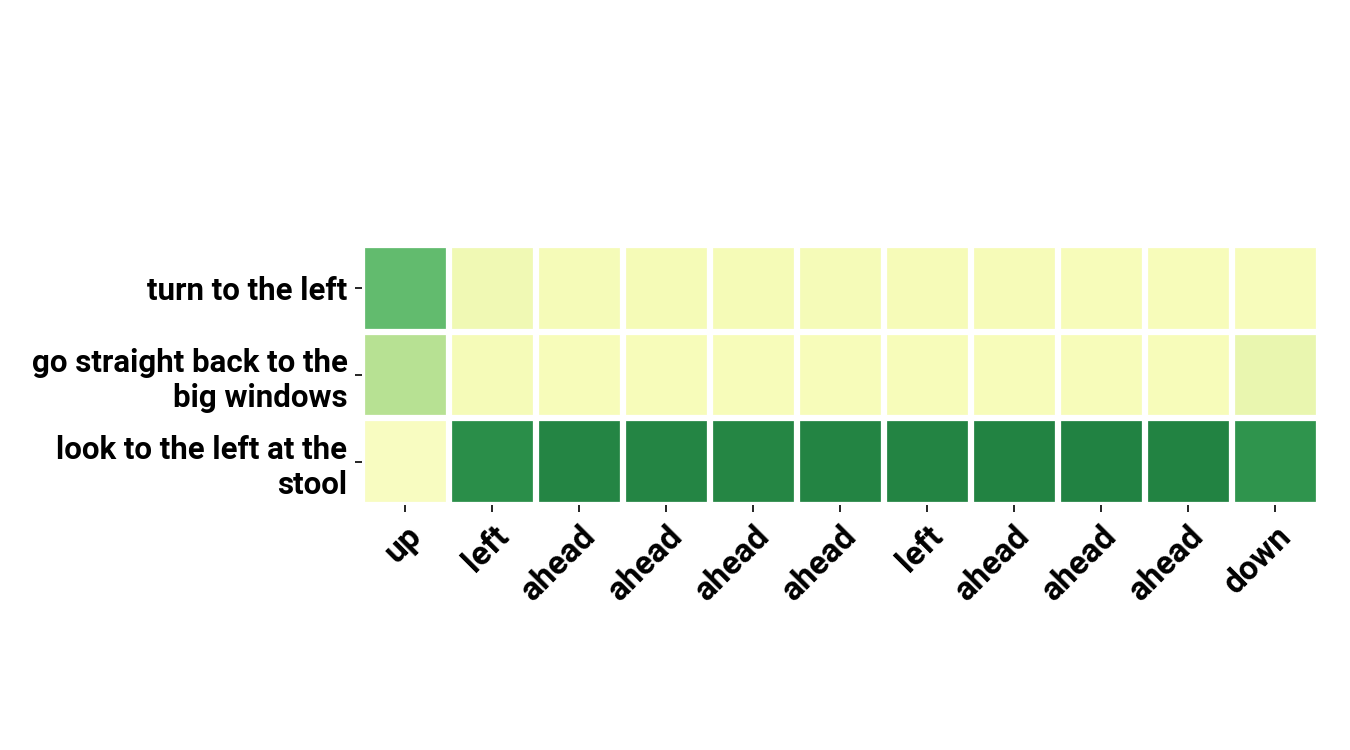 turn to the left
go straight back to the
big windows
look to the left at the
stool
up
left
ahead
ahead
ahead
ahead
left
ahead
ahead
ahead
down